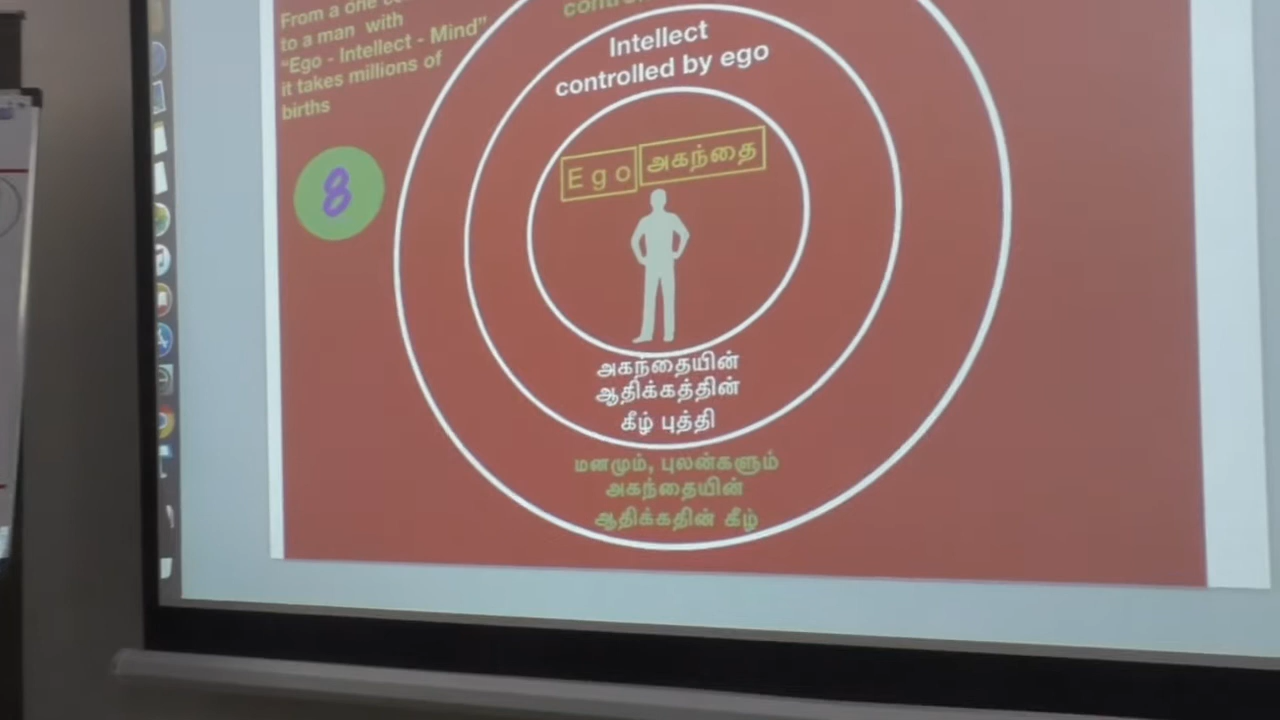 From a one
to a man with
"Ego - Intellect - Mind"
it takes millions of
births
8
Intellect
controlled by ego
Ego அகந்தை
அகந்தையின்
ஆதிக்கத்தின்
கீழ் புத்தி
மனமும், புலன்களும்
அகந்தையின்
ஆதிக்கதின் கீழ்